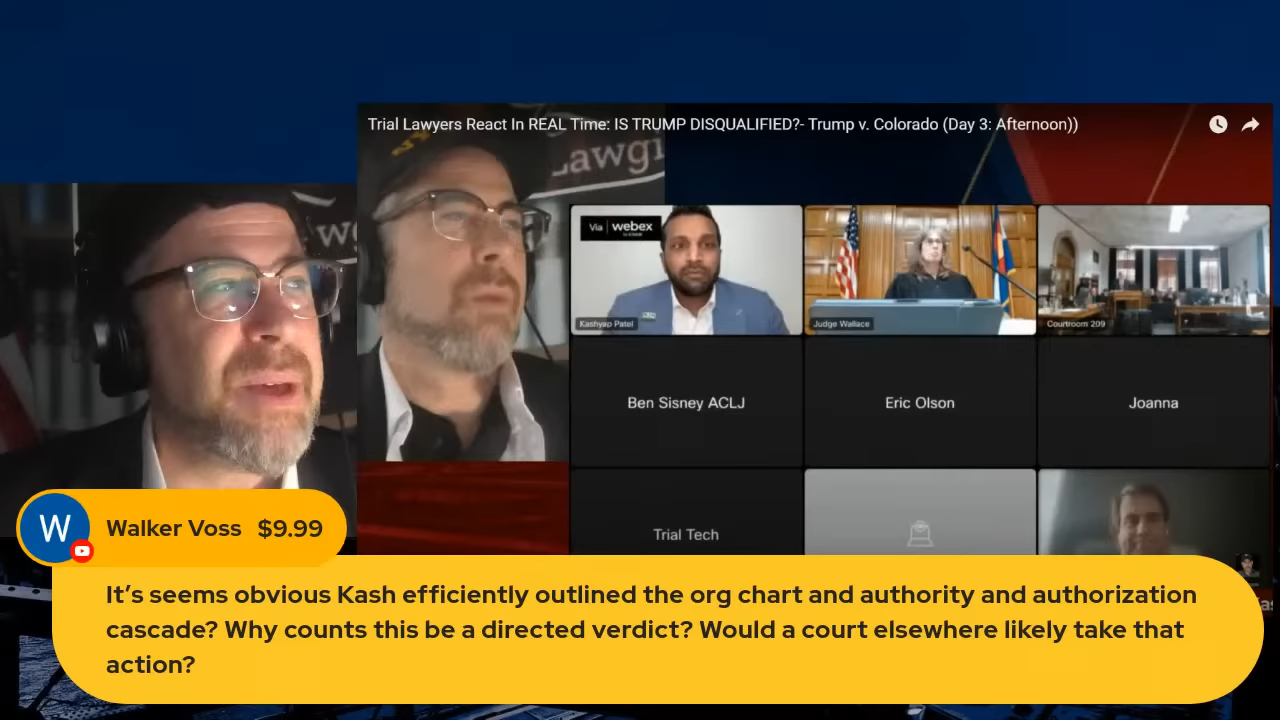 Trial Lawyers React In REAL Time: IS TRUMP DISQUALIFIED?- Trump v. Colorado (Day 3: Afternoon))
Via webex
Kashyap Patel
Judge Wallace
Courtroom 209
Ben Sisney ACLJ
Eric Olson
Joanna
Trial Tech
W
Walker Voss $9.99
It’s seems obvious Kash efficiently outlined the org chart and authority and authorization
cascade? Why counts this be a directed verdict? Would a court elsewhere likely take that
action?